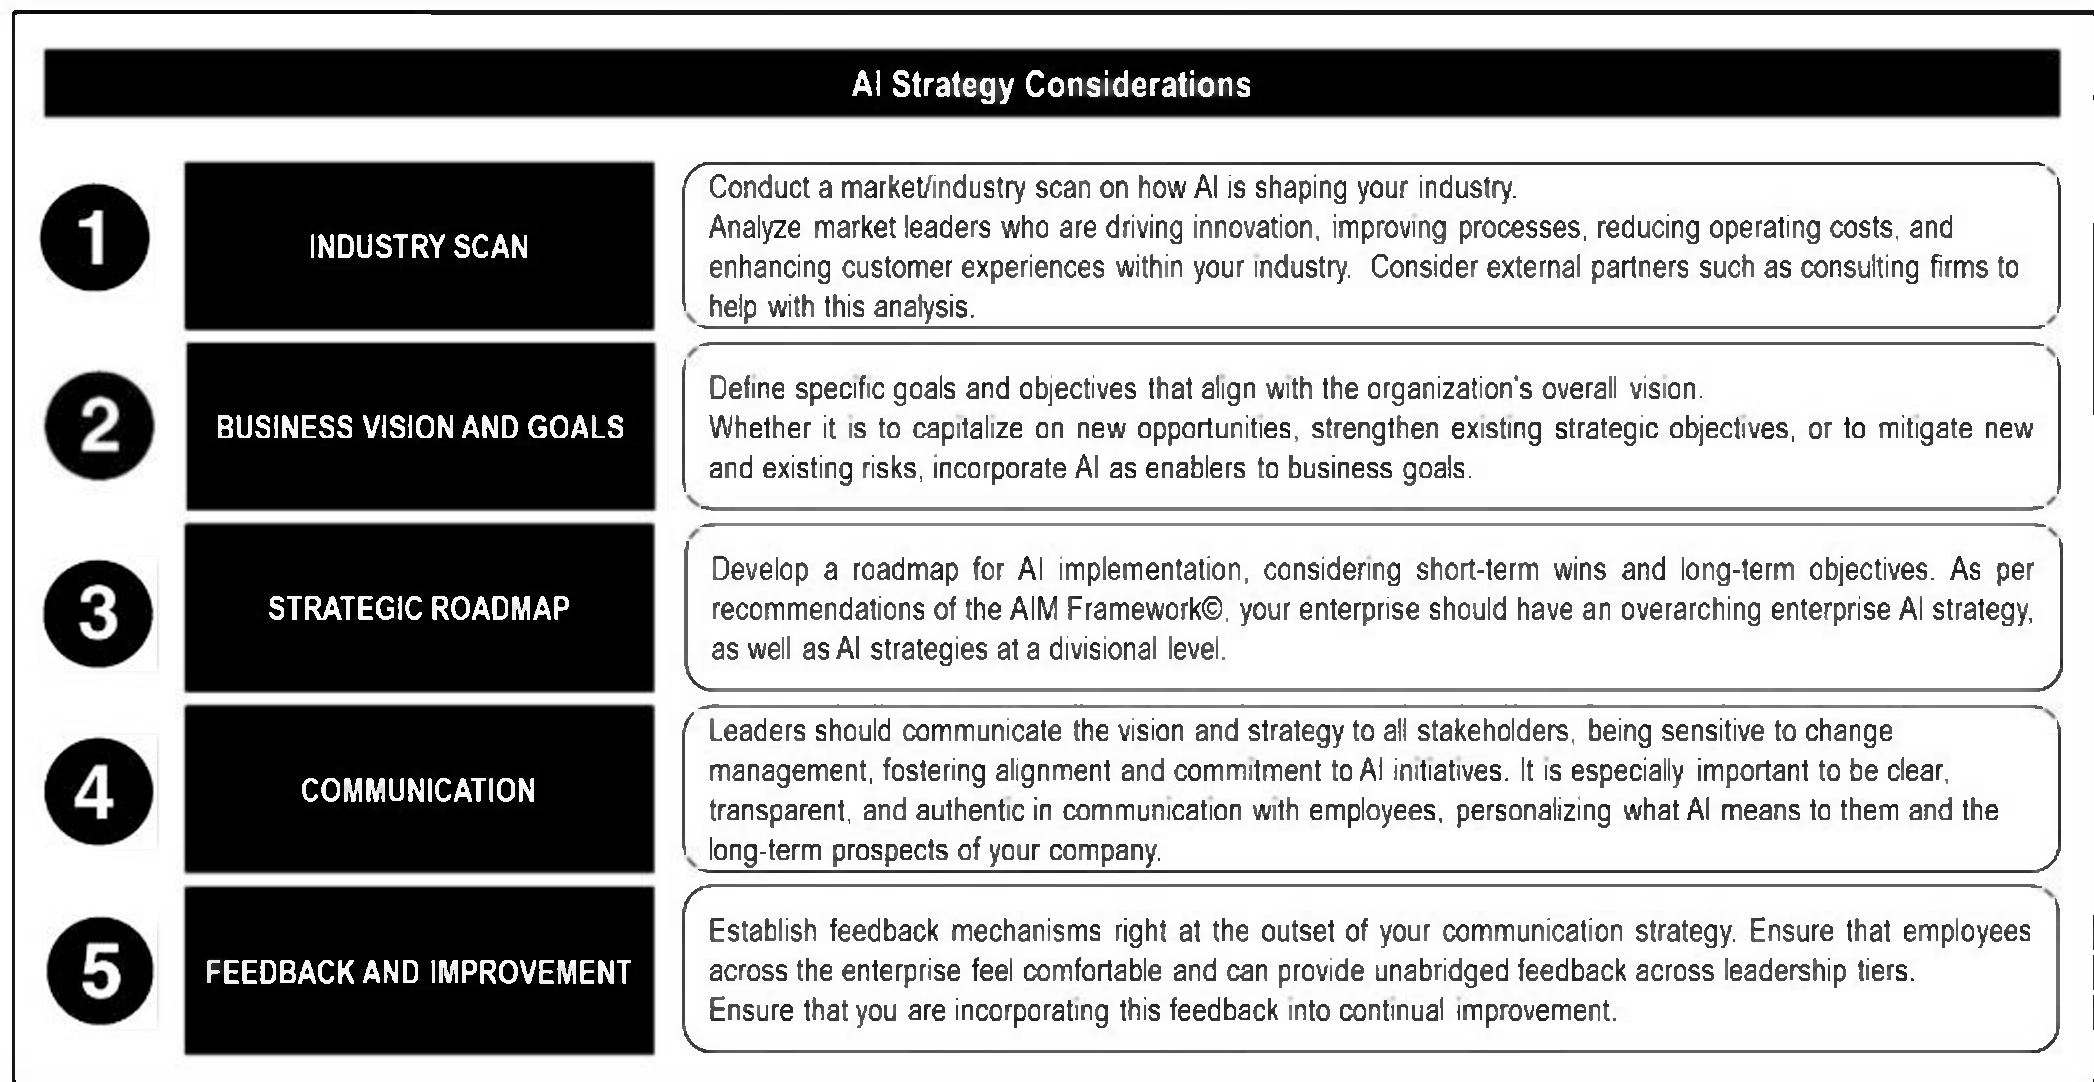 AI Strategy Considerations
1
INDUSTRY SCAN
Conduct a market/industry scan on how AI is shaping your industry.
Analyze market leaders who are driving innovation, improving processes, reducing operating costs, and
enhancing customer experiences within your industry. Consider external partners such as consulting firms to
help with this analysis.
2
BUSINESS VISION AND GOALS
Define specific goals and objectives that align with the organization's overall vision.
Whether it is to capitalize on new opportunities, strengthen existing strategic objectives, or to mitigate new
and existing risks, incorporate AI as enablers to business goals.
3
STRATEGIC ROADMAP
Develop a roadmap for AI implementation, considering short-term wins and long-term objectives. As per
recommendations of the AIM Framework©, your enterprise should have an overarching enterprise AI strategy,
as well as AI strategies at a divisional level.
4
COMMUNICATION
Leaders should communicate the vision and strategy to all stakeholders, being sensitive to change
management, fostering alignment and commitment to AI initiatives. It is especially important to be clear,
transparent, and authentic in communication with employees, personalizing what AI means to them and the
long-term prospects of your company.
5
FEEDBACK AND IMPROVEMENT
Establish feedback mechanisms right at the outset of your communication strategy. Ensure that employees
across the enterprise feel comfortable and can provide unabridged feedback across leadership tiers.
Ensure that you are incorporating this feedback into continual improvement.